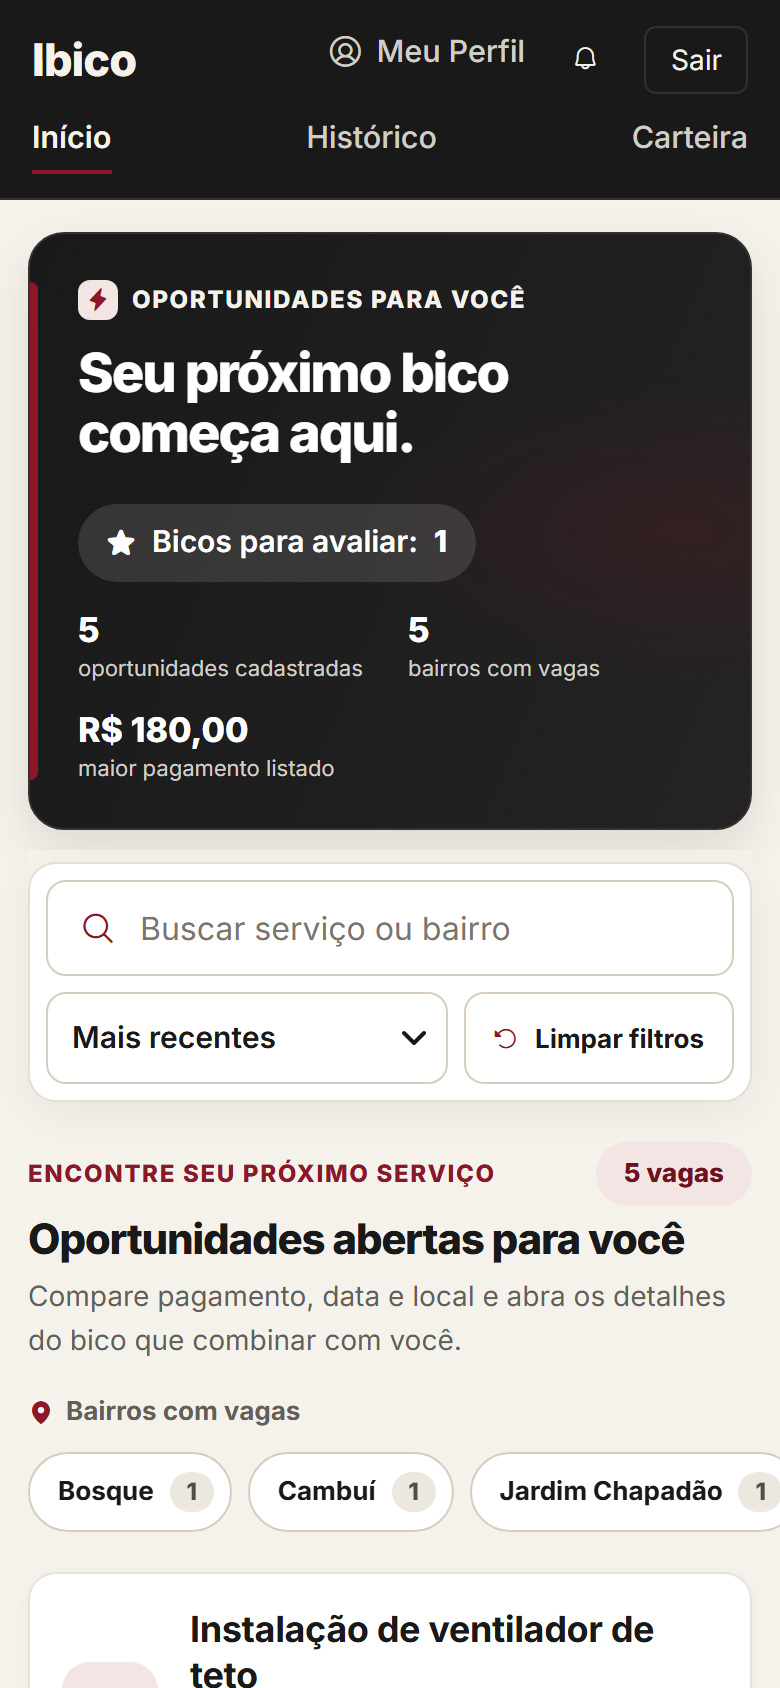 Ibico
Meu Perfil
Sair
Início
Histórico
Carteira
OPORTUNIDADES PARA VOCÊ
Seu próximo bico
começa aqui.
Bicos para avaliar: 1
5
oportunidades cadastradas
5
bairros com vagas
R$ 180,00
maior pagamento listado
Buscar serviço ou bairro
Mais recentes
Limpar filtros
ENCONTRE SEU PRÓXIMO SERVIÇO
5 vagas
Oportunidades abertas para você
Compare pagamento, data e local e abra os detalhes
do bico que combinar com você.
Bairros com vagas
Bosque 1
Cambuí 1
Jardim Chapadão 1
Instalação de ventilador de
teto